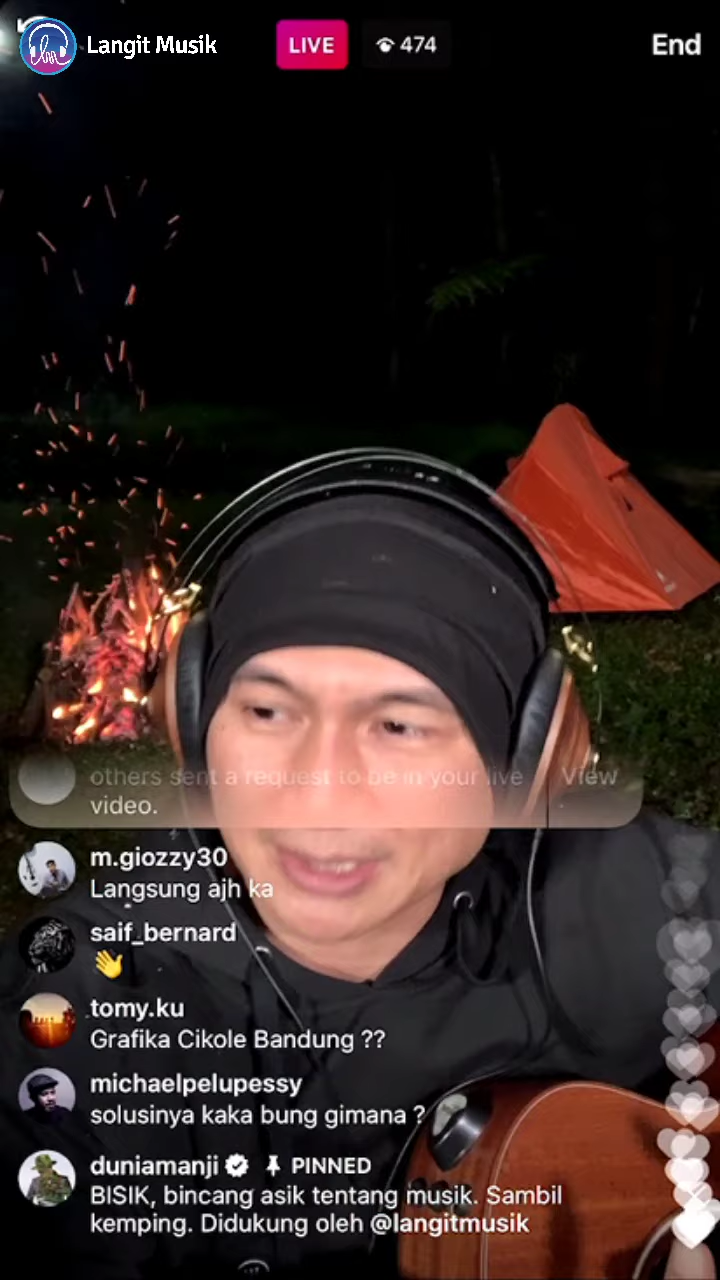 Langit Musik
LIVE
474
End
others sent a request to be in your live
video.
View
m.giozzy30
Langsung ajh ka
saif_bernard
👋
tomy.ku
Grafika Cikole Bandung ??
michaelpelupessy
solusinya kaka bung gimana ?
duniamanji PINNED
BISIK, bincang asik tentang musik. Sambil
kemping. Didukung oleh @langitmusik